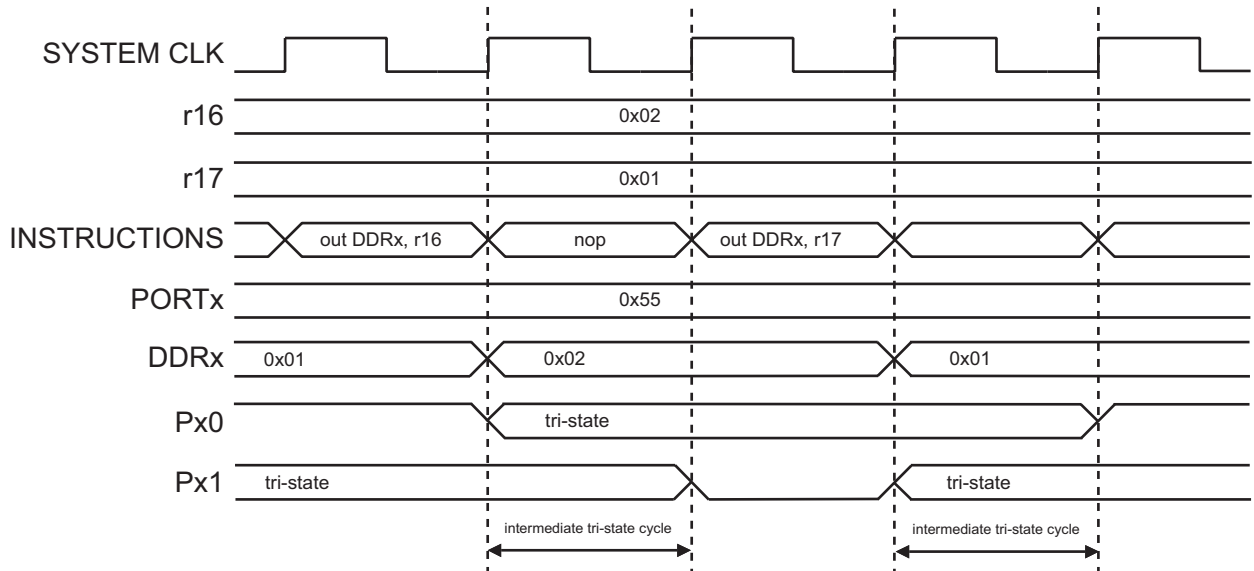 SYSTEM CLK
r16 0x02
r17 0x01
INSTRUCTIONS out DDRx, r16 nop out DDRx, r17
PORTx 0x55
DDRx 0x01 0x02 0x01
Px0 tri-state
Px1 tri-state tri-state
intermediate tri-state cycle intermediate tri-state cycle